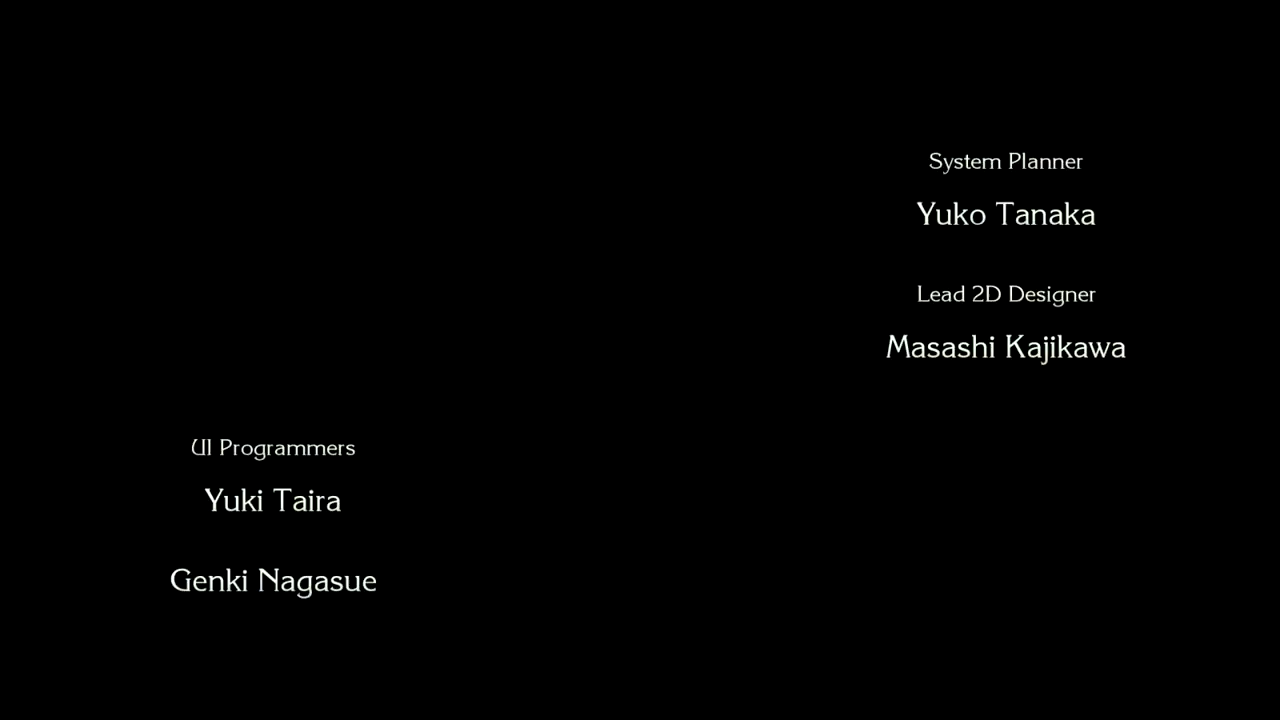 System Planner
Yuko Tanaka
Lead 2D Designer
Masashi Kajikawa
UI Programmers
Yuki Taira
Genki Nagasue